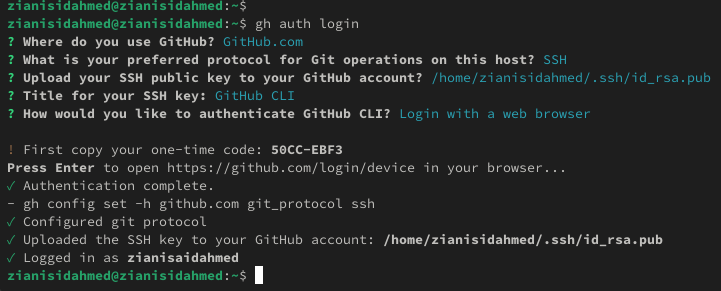 zianisidahmed@zianisidahmed:~$
zianisidahmed@zianisidahmed:~$ gh auth login
? Where do you use GitHub? GitHub.com
? What is your preferred protocol for Git operations on this host? SSH
? Upload your SSH public key to your GitHub account? /home/zianisidahmed/.ssh/id_rsa.pub
? Title for your SSH key: GitHub CLI
? How would you like to authenticate GitHub CLI? Login with a web browser
! First copy your one-time code: 50CC-EBF3
Press Enter to open https://github.com/login/device in your browser...
✓ Authentication complete.
- gh config set -h github.com git_protocol ssh
✓ Configured git protocol
✓ Uploaded the SSH key to your GitHub account: /home/zianisidahmed/.ssh/id_rsa.pub
✓ Logged in as zianisaidahmed
zianisidahmed@zianisidahmed:~$